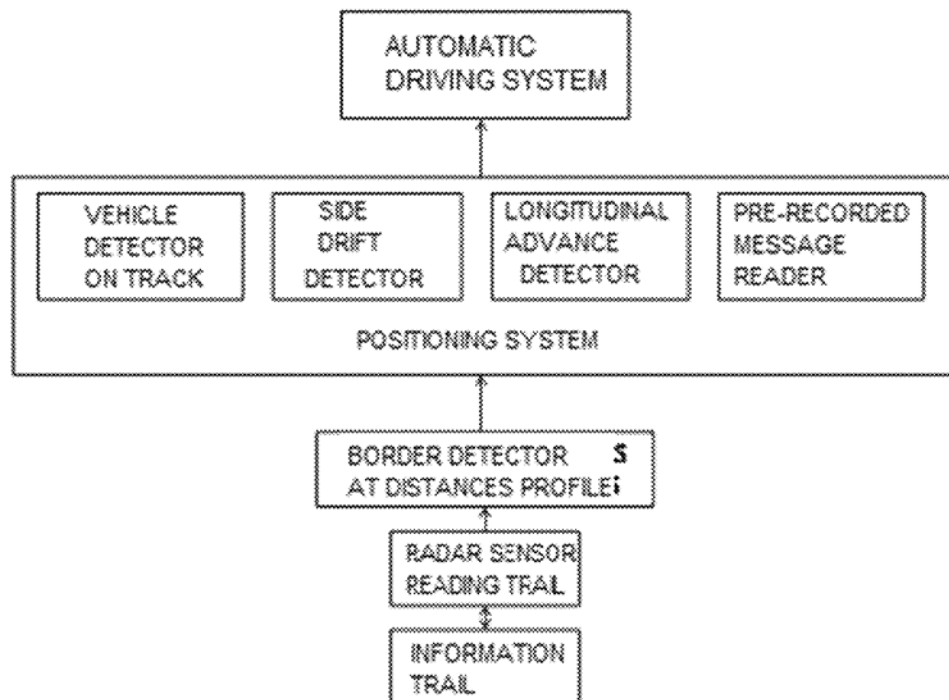 AUTOMATIC
DRIVING SYSTEM
VEHICLE
DETECTOR
ON TRACK
SIDE
DRIFT
DETECTOR
LONGITUDINAL
ADVANCE
DETECTOR
PRE-RECORDED
MESSAGE
READER
POSITIONING SYSTEM
BORDER DETECTOR S
AT DISTANCES PROFILE i
RADAR SENSOR
READING TRAIL
INFORMATION
TRAIL